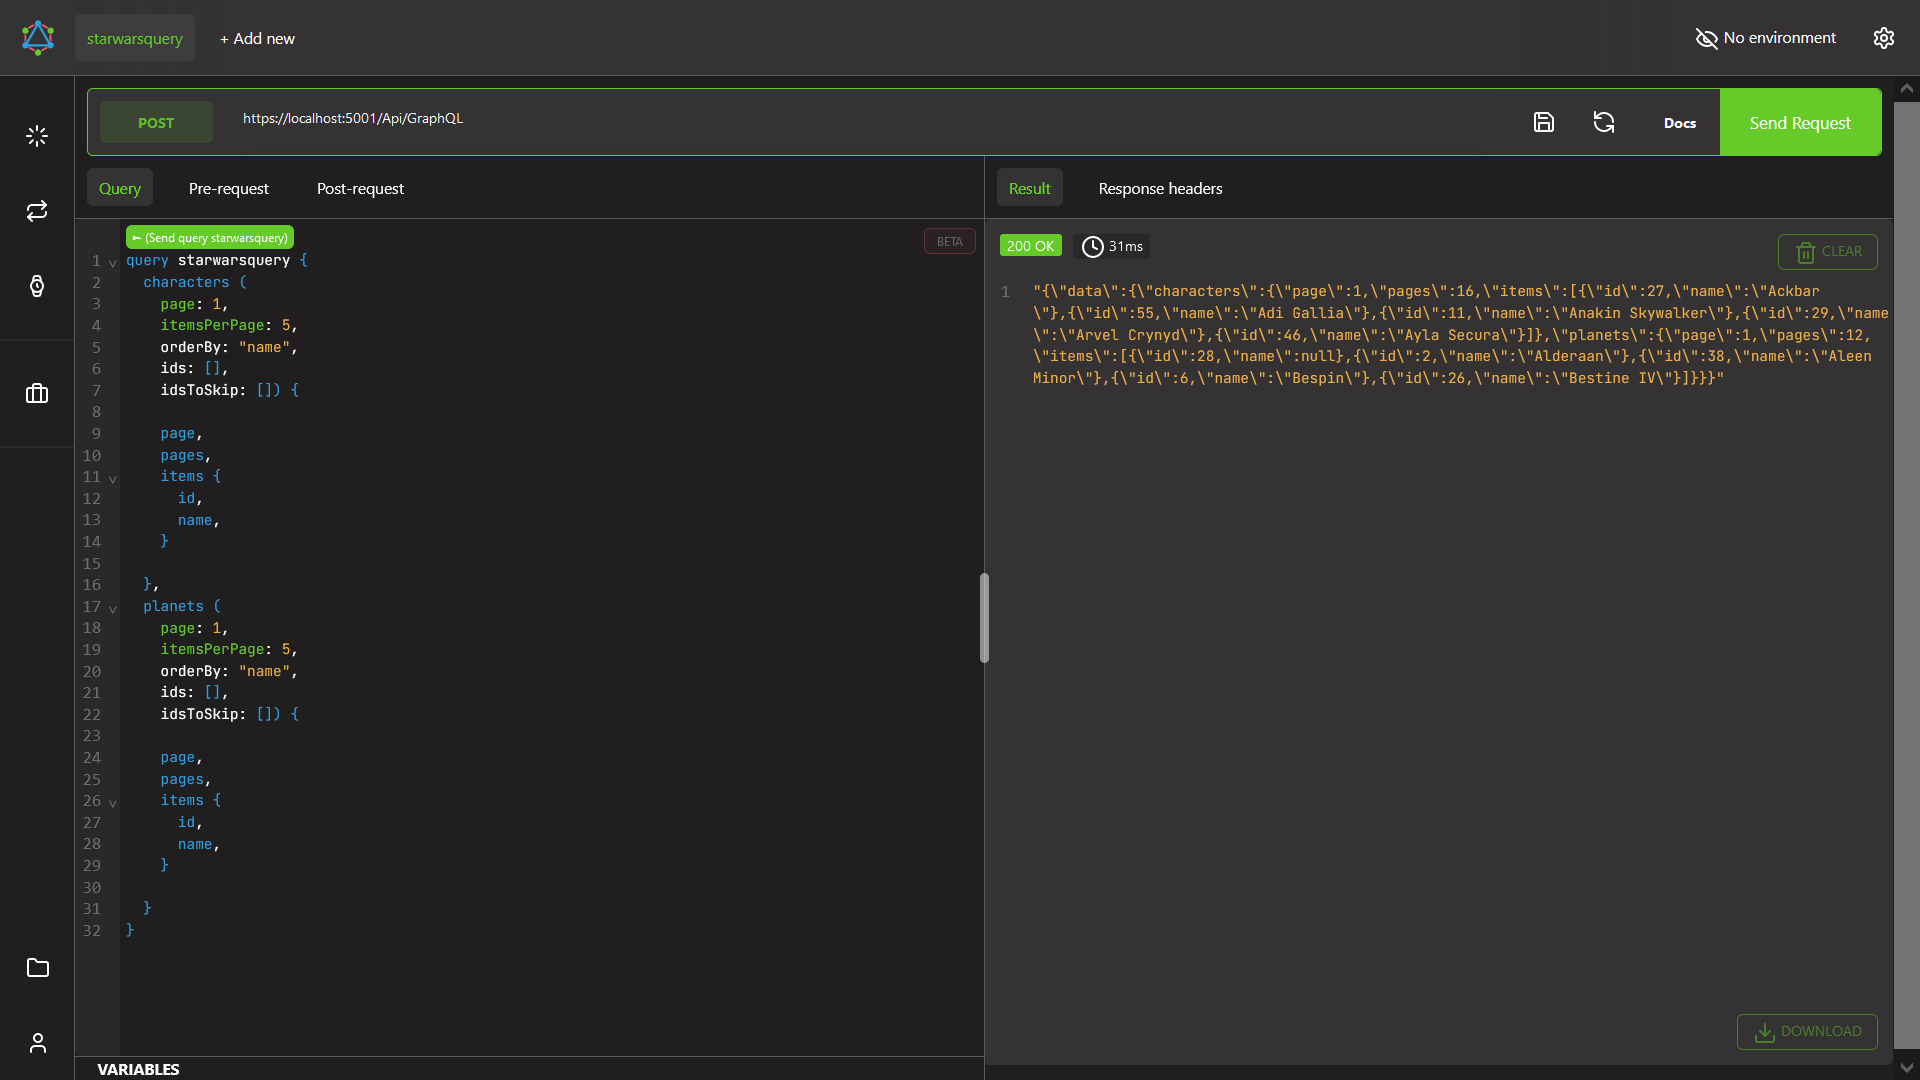 starwarsquery
+ Add new
No environment
POST
https://localhost:5001/Api/GraphQL
Docs
Send Request
Query
Pre-request
Post-request
Result
Response headers
(Send query starwarsquery)
BETA
1 query starwarsquery {
2 characters (
3 page: 1,
4 itemsPerPage: 5,
5 orderBy: "name",
6 ids: [],
7 idsToSkip: []) {
8
9 page,
10 pages,
11 items {
12 id,
13 name,
14 }
15
16 },
17 planets (
18 page: 1,
19 itemsPerPage: 5,
20 orderBy: "name",
21 ids: [],
22 idsToSkip: []) {
23
24 page,
25 pages,
26 items {
27 id,
28 name,
29 }
30
31 }
32 }
VARIABLES
200 OK
31ms
CLEAR
1 "{\"data\":{\"characters\":{\"page\":1,\"pages\":16,\"items\":[{\"id\":27,\"name\":\"Ackbar
\"},{\"id\":55,\"name\":\"Adi Gallia\"},{\"id\":11,\"name\":\"Anakin Skywalker\"},{\"id\":29,\"name
\":\"Arvel Crynyd\"},{\"id\":46,\"name\":\"Ayla Secura\"}]},\"planets\":{\"page\":1,\"pages\":12,
\"items\":[{\"id\":28,\"name\":null},{\"id\":2,\"name\":\"Alderaan\"},{\"id\":38,\"name\":\"Aleen
Minor\"},{\"id\":6,\"name\":\"Bespin\"},{\"id\":26,\"name\":\"Bestine IV\"}]}}}"
DOWNLOAD